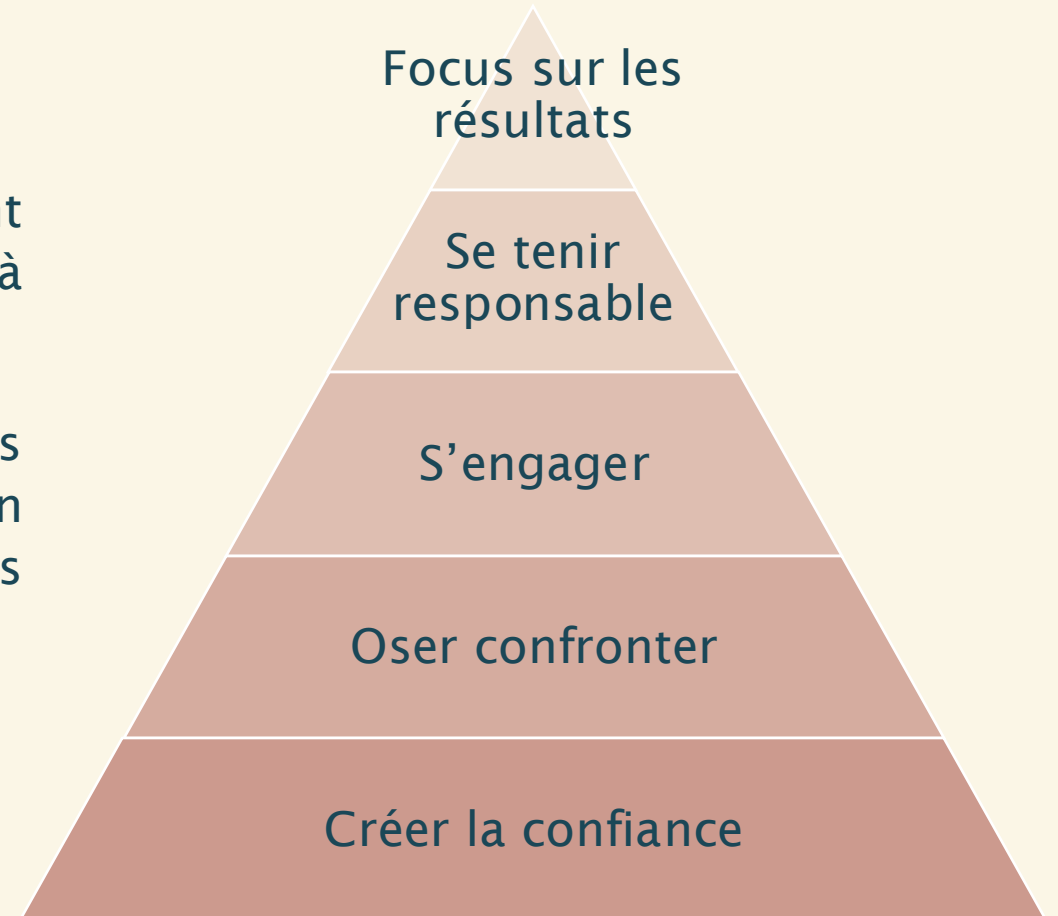 Focus sur les
résultats
à
Se tenir
responsable
S’engager
Oser confronter
Créer la confiance